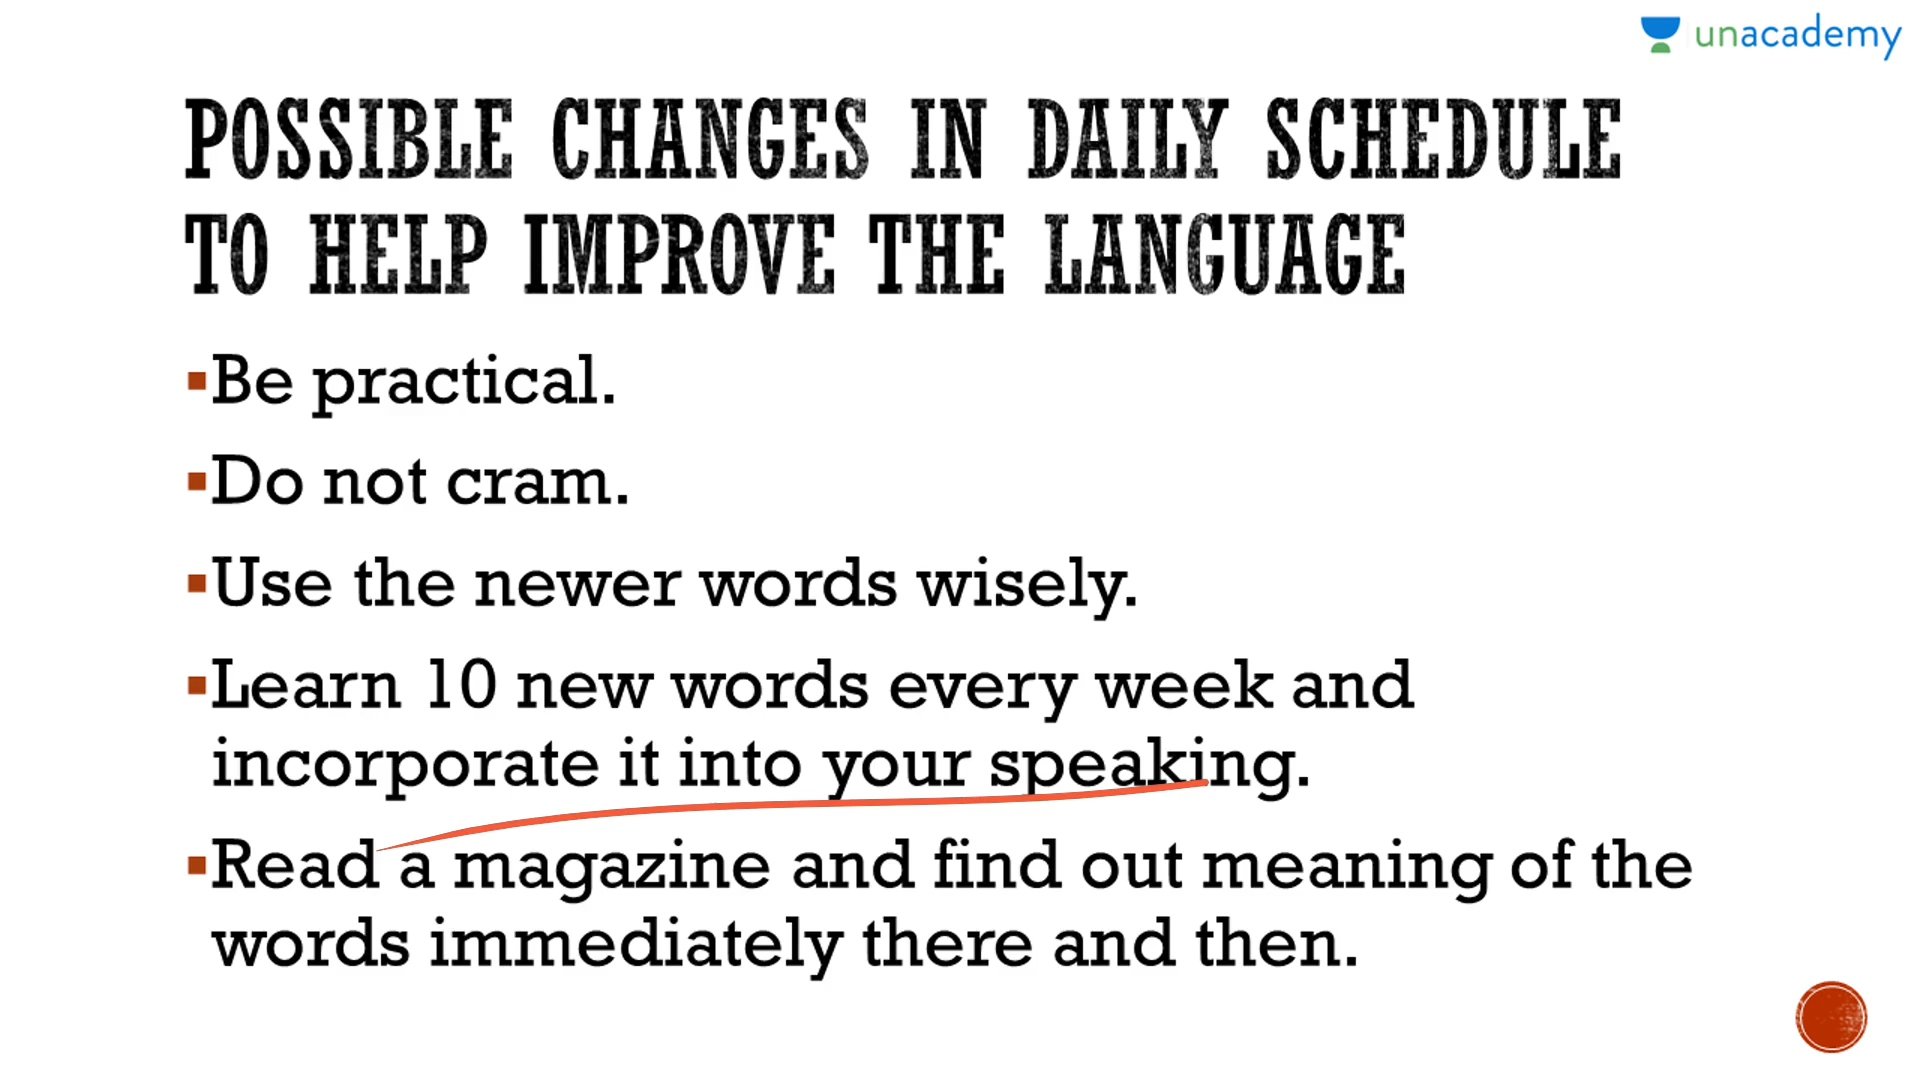 unacademy
POSSIBLE CHANGES IN DAILY SCHEDULE
TO HELP IMPROVE THE LANGUAGE
▪Be practical.
▪Do not cram.
▪Use the newer words wisely.
▪Learn 10 new words every week and
incorporate it into your speaking.
▪Read a magazine and find out meaning of the
words immediately there and then.